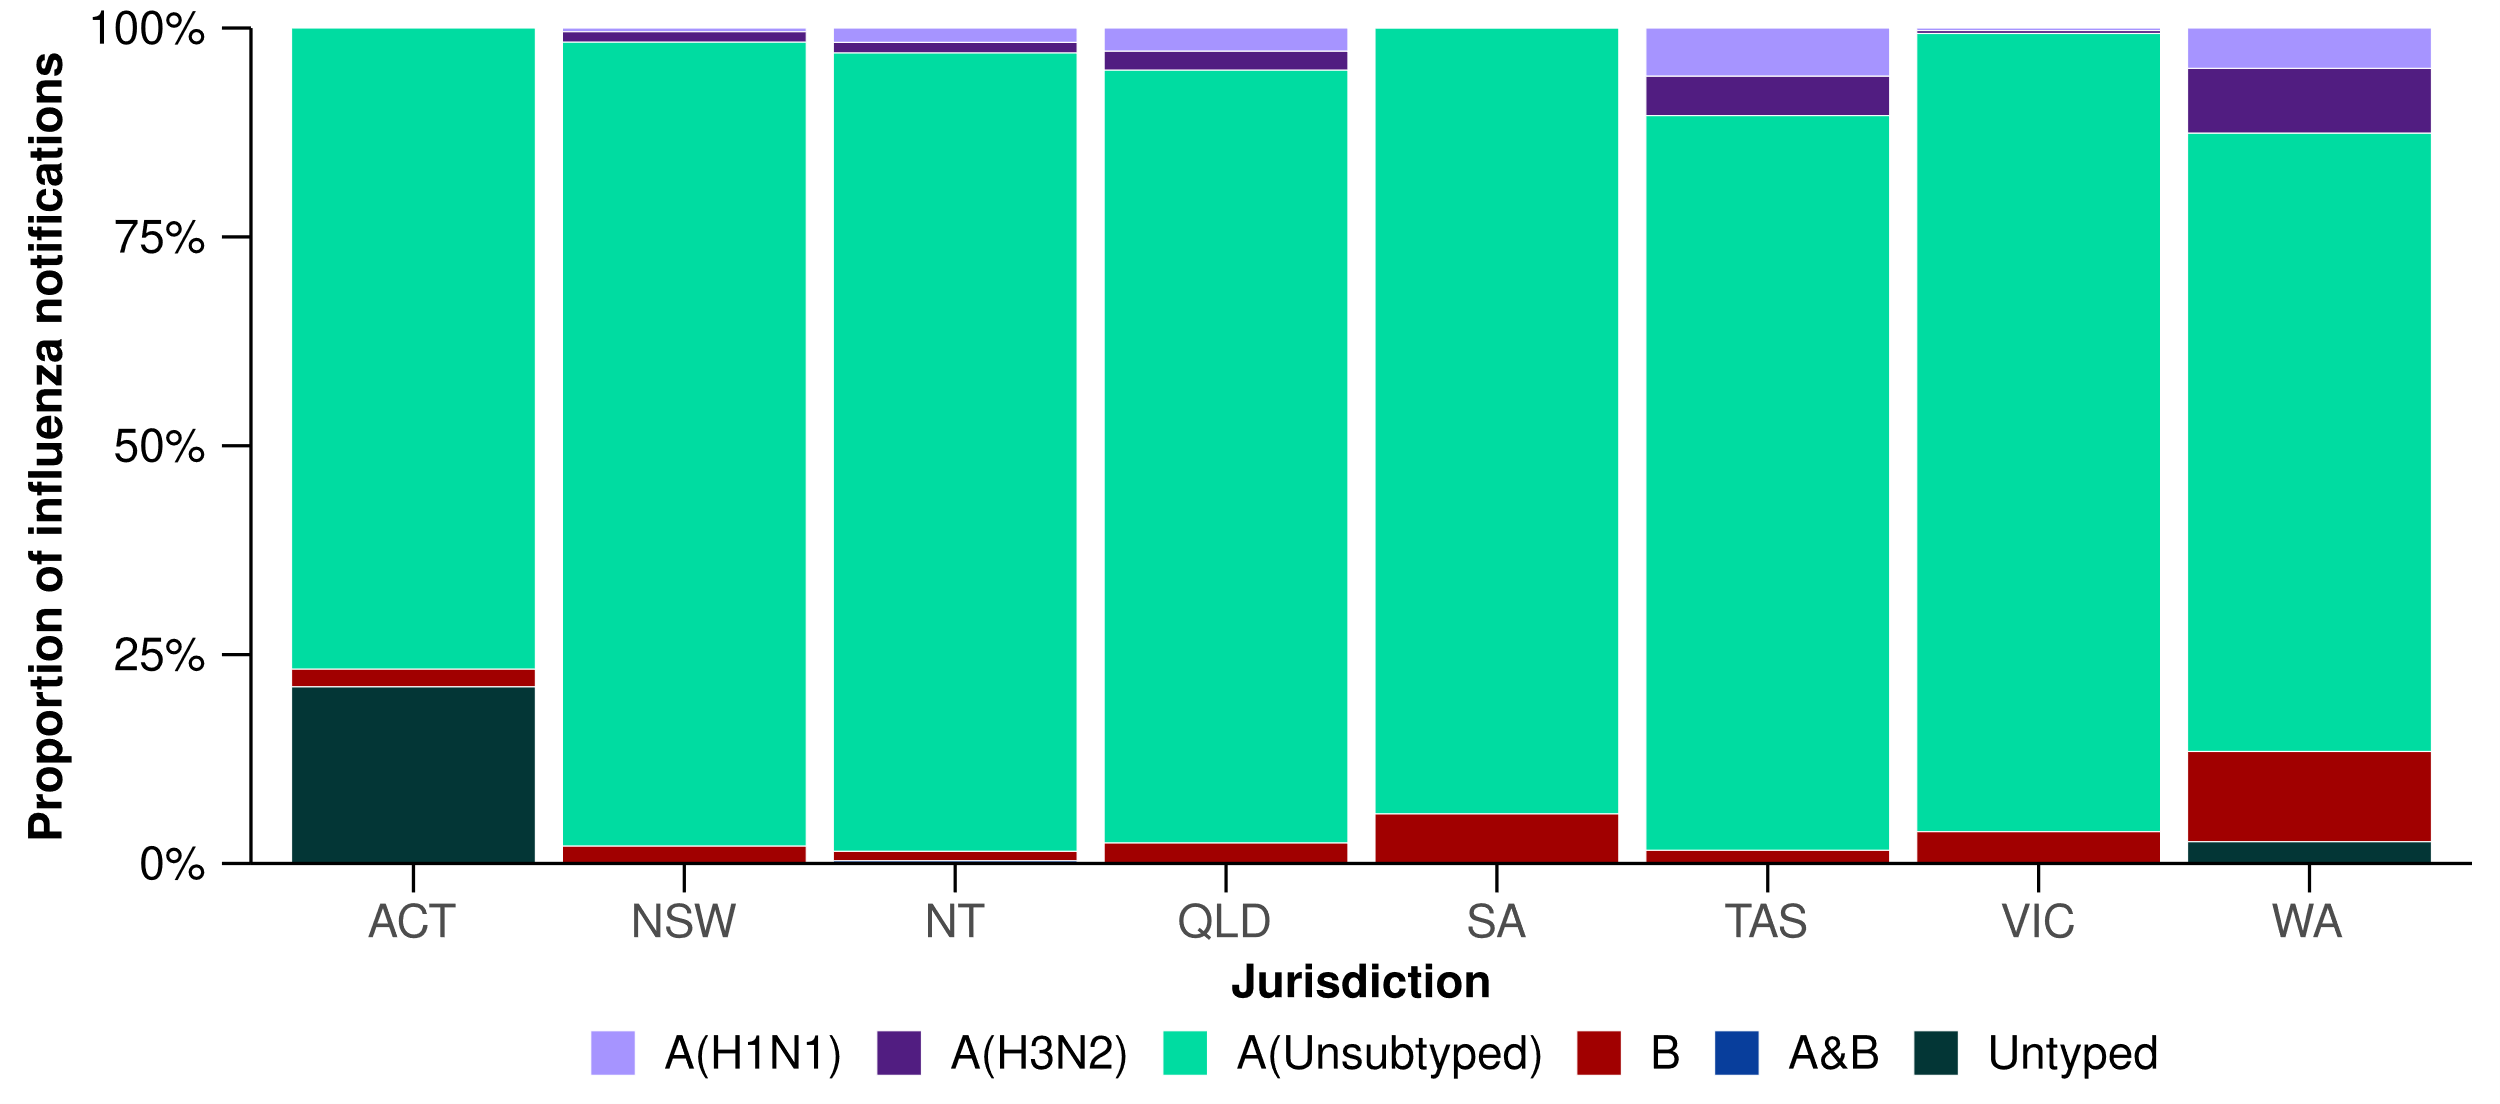 Proportion of influenza notifications
100%
75%
50%
25%
0%
ACT NSW NT QLD SA TAS VIC WA
Jurisdiction
A(H1N1) A(H3N2) A(Unsubtyped) B A&B Untyped